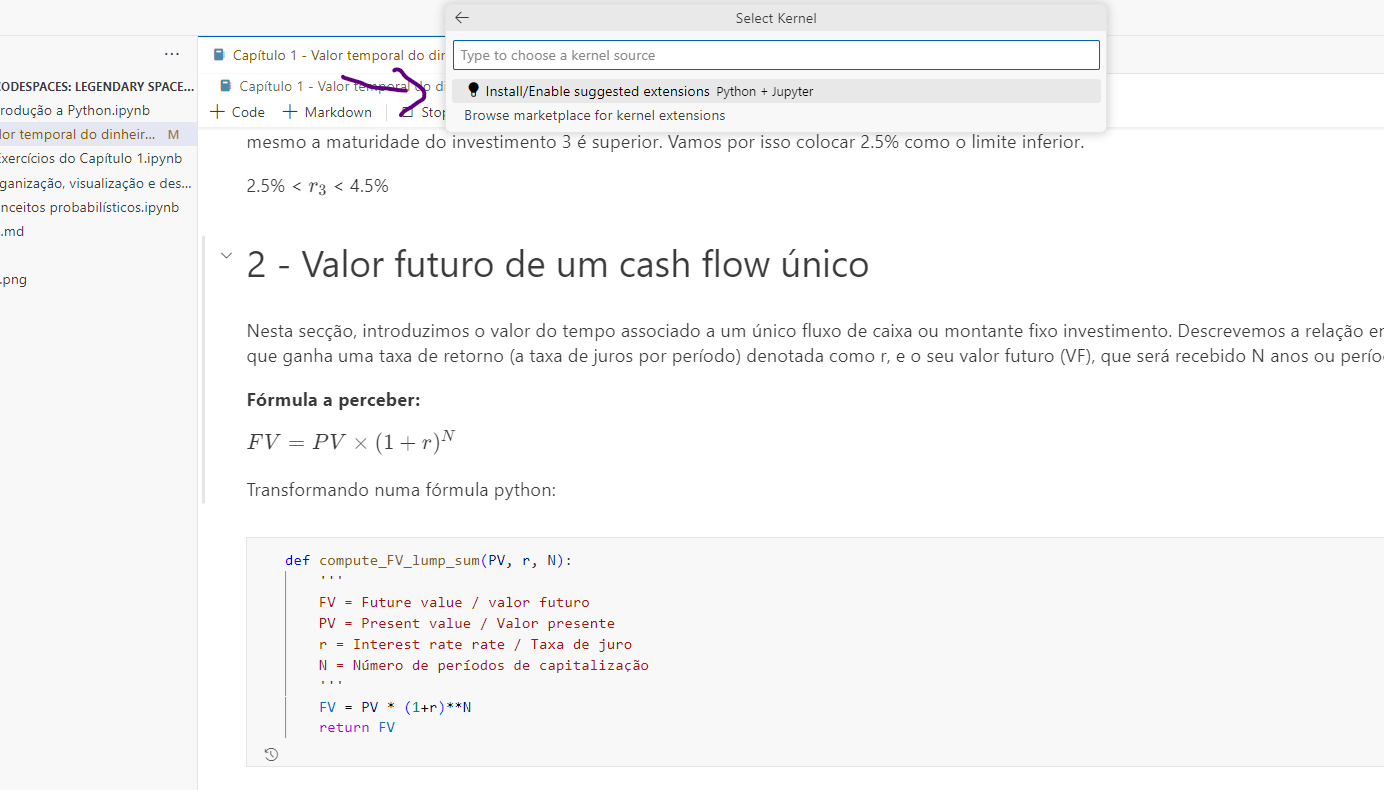 Select Kernel
Type to choose a kernel source
Install/Enable suggested extensions Python + Jupyter
Browse marketplace for kernel extensions
CODESPACES: LEGENDARY SPACE...
rodução a Python.ipynb
lor temporal do dinheir... M
Exercícios do Capítulo 1.ipynb
ganização, visualização e des...
nceitos probabilísticos.ipynb
.md
.png
Capítulo 1 - Valor temporal do din
Capítulo 1 - Valor temporal do di
+ Code + Markdown Stop
mesmo a maturidade do investimento 3 é superior. Vamos por isso colocar 2.5% como o limite inferior.
2.5% < r₃ < 4.5%
2 - Valor futuro de um cash flow único
Nesta secção, introduzimos o valor do tempo associado a um único fluxo de caixa ou montante fixo investimento. Descrevemos a relação en
que ganha uma taxa de retorno (a taxa de juros por período) denotada como r, e o seu valor futuro (VF), que será recebido N anos ou perío
Fórmula a perceber:
FV = PV × (1 + r)ᴺ
Transformando numa fórmula python:
def compute_FV_lump_sum(PV, r, N):
'''
FV = Future value / valor futuro
PV = Present value / Valor presente
r = Interest rate rate / Taxa de juro
N = Número de períodos de capitalização
'''
FV = PV * (1+r)**N
return FV